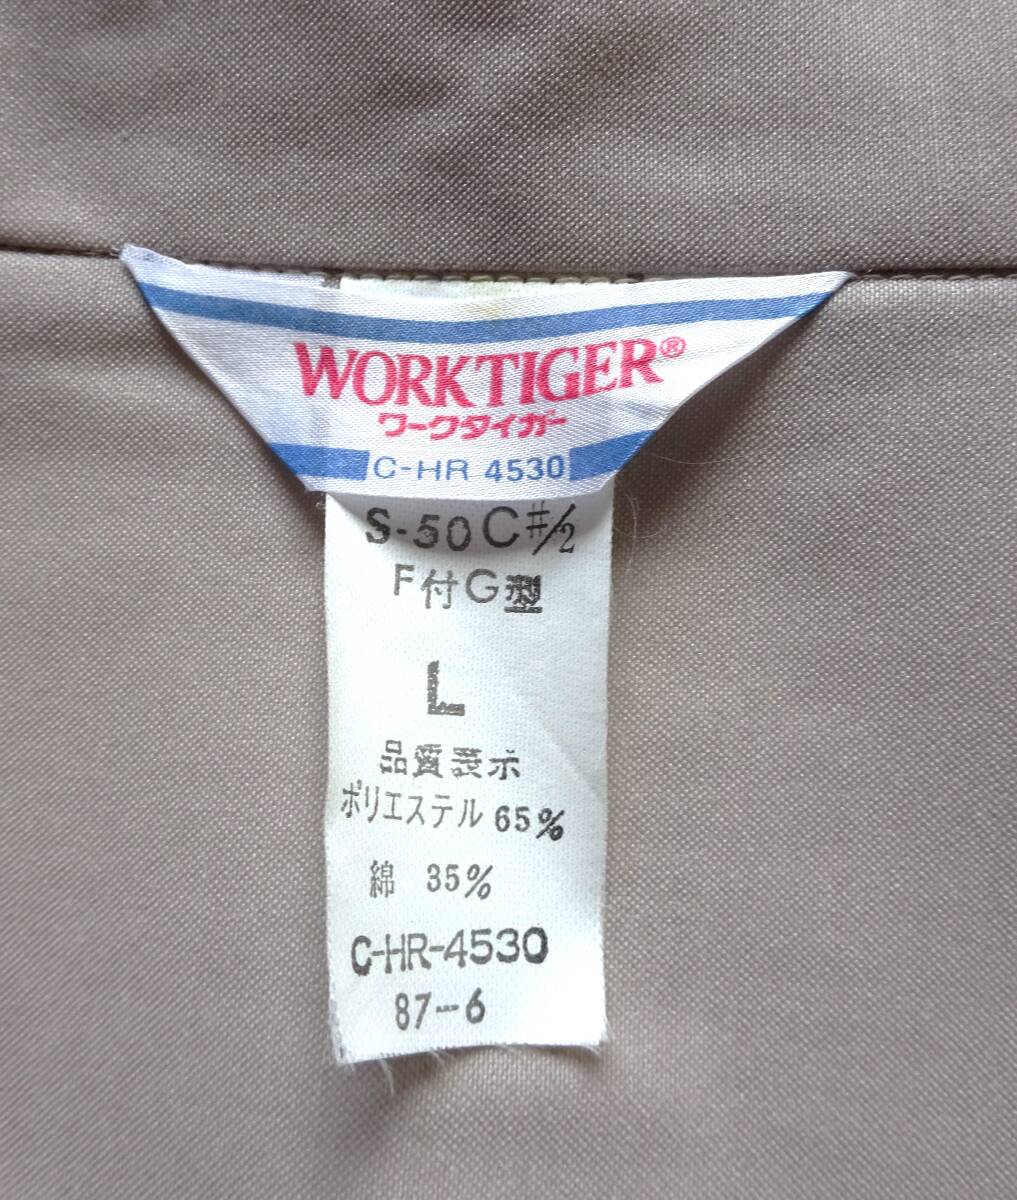 WORKTIGER®
ワークタイガー
C-HR 4530
S-50C#/2
F付G型
L
品質表示
ポリエステル 65%
綿 35%
C-HR-4530
87-6